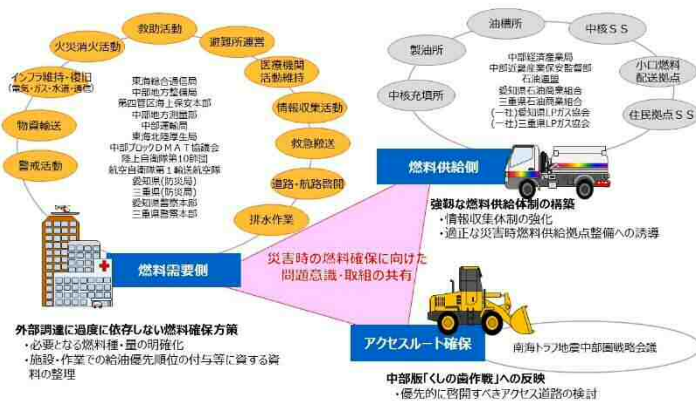 救助活動
火災消火活動
避難所運営
インフラ維持・復旧
(電気・ガス・水道・通信)
医療機関
活動維持
物資輸送
情報収集活動
警戒活動
救急搬送
道路・航路啓開
排水作業
東海総合通信局
中部地方整備局
第四管区海上保安本部
中部地方測量部
中部運輸局
東海北陸厚生局
中部ブロックDMAT協議会
陸上自衛隊第10師団
航空自衛隊第1輸送航空隊
愛知県(防災局)
三重県(防災局)
愛知県警察本部
三重県警察本部
燃料需要側
外部調達に過度に依存しない燃料確保方策
・必要となる燃料種・量の明確化
・施設・作業での給油優先順位の付与等に資する資
料の整理
油槽所
中核SS
製油所
小口燃料
配送拠点
中核充填所
住民拠点SS
中部経済産業局
中部近畿産業保安監督部
石油連盟
愛知県石油商業組合
三重県石油商業組合
(一社)愛知県LPガス協会
(一社)三重県LPガス協会
燃料供給側
強靱な燃料供給体制の構築
・情報収集体制の強化
・適正な災害時燃料供給拠点整備への誘導
災害時の燃料確保に向けた
問題意識・取組の共有
アクセスルート確保
南海トラフ地震中部圏戦略会議
中部版「くしの歯作戦」への反映
・優先的に啓開すべきアクセス道路の検討